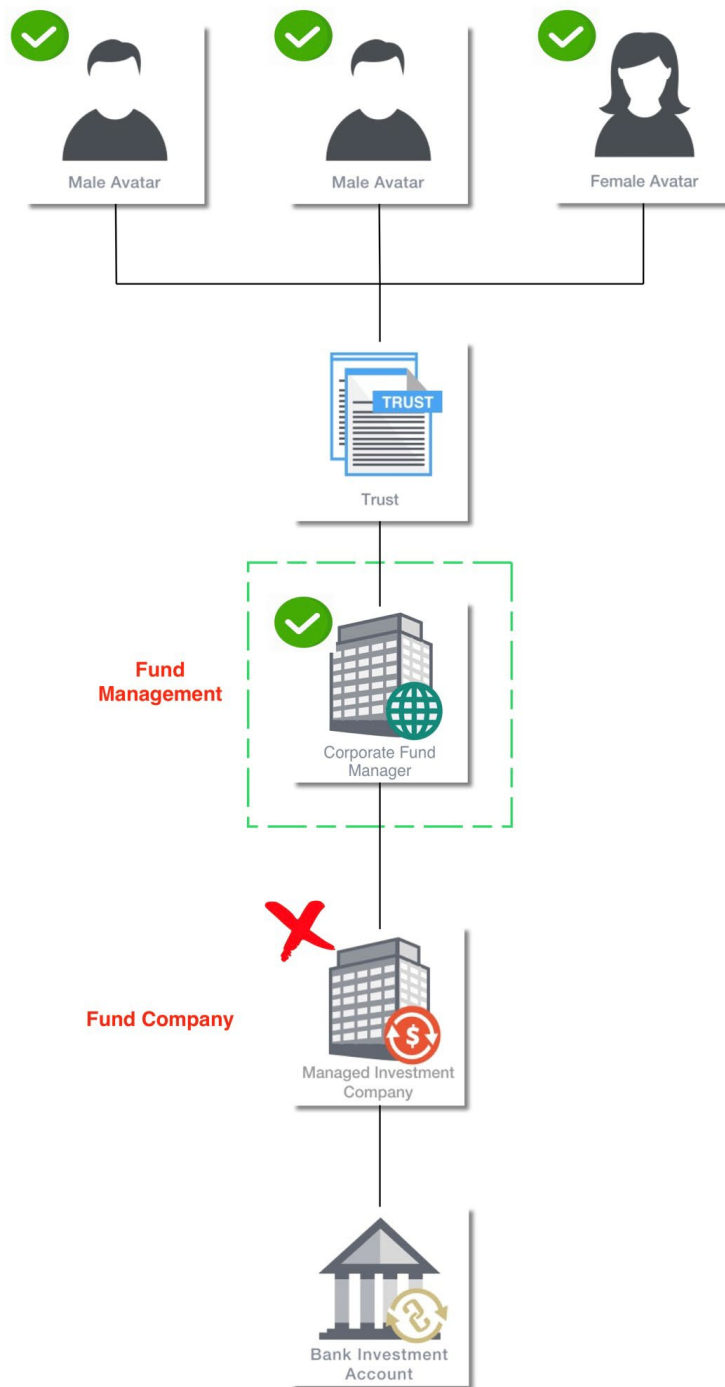 Male Avatar
Male Avatar
Female Avatar
TRUST
Trust
Fund
Management
Corporate Fund
Manager
Fund Company
$
Managed Investment
Company
Bank Investment
Account